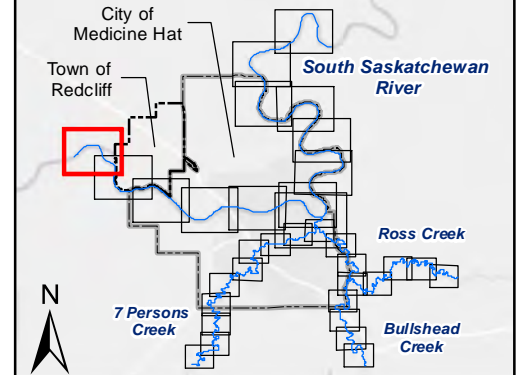 City of
Medicine Hat
Town of
Redcliff
South Saskatchewan
River
Ross Creek
7 Persons
Creek
Bullshead
Creek
N